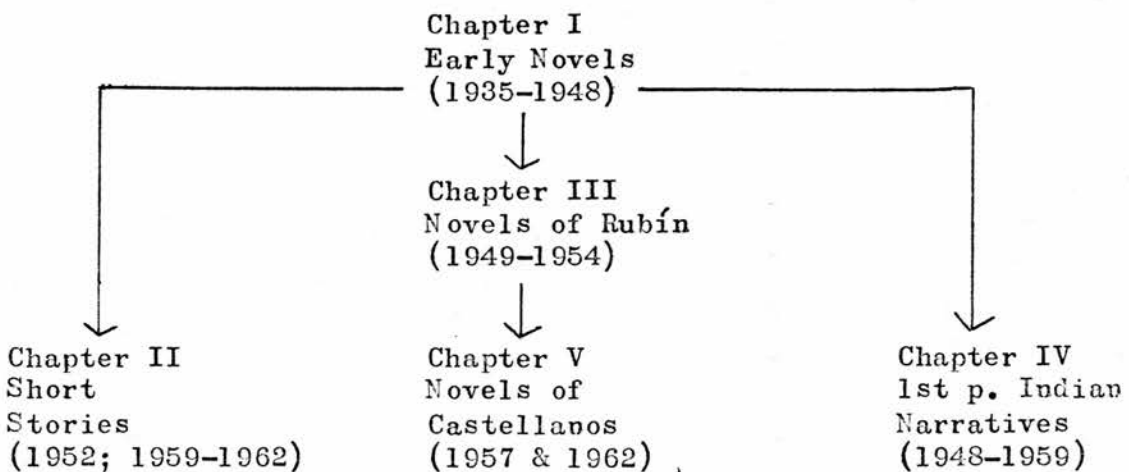 Chapter I
Early Novels
(1935-1948)
Chapter III
Novels of Rubín
(1949-1954)
Chapter II
Short
Stories
(1952; 1959-1962)
Chapter V
Novels of
Castellanos
(1957 & 1962)
Chapter IV
1st p. Indian
Narratives
(1948-1959)